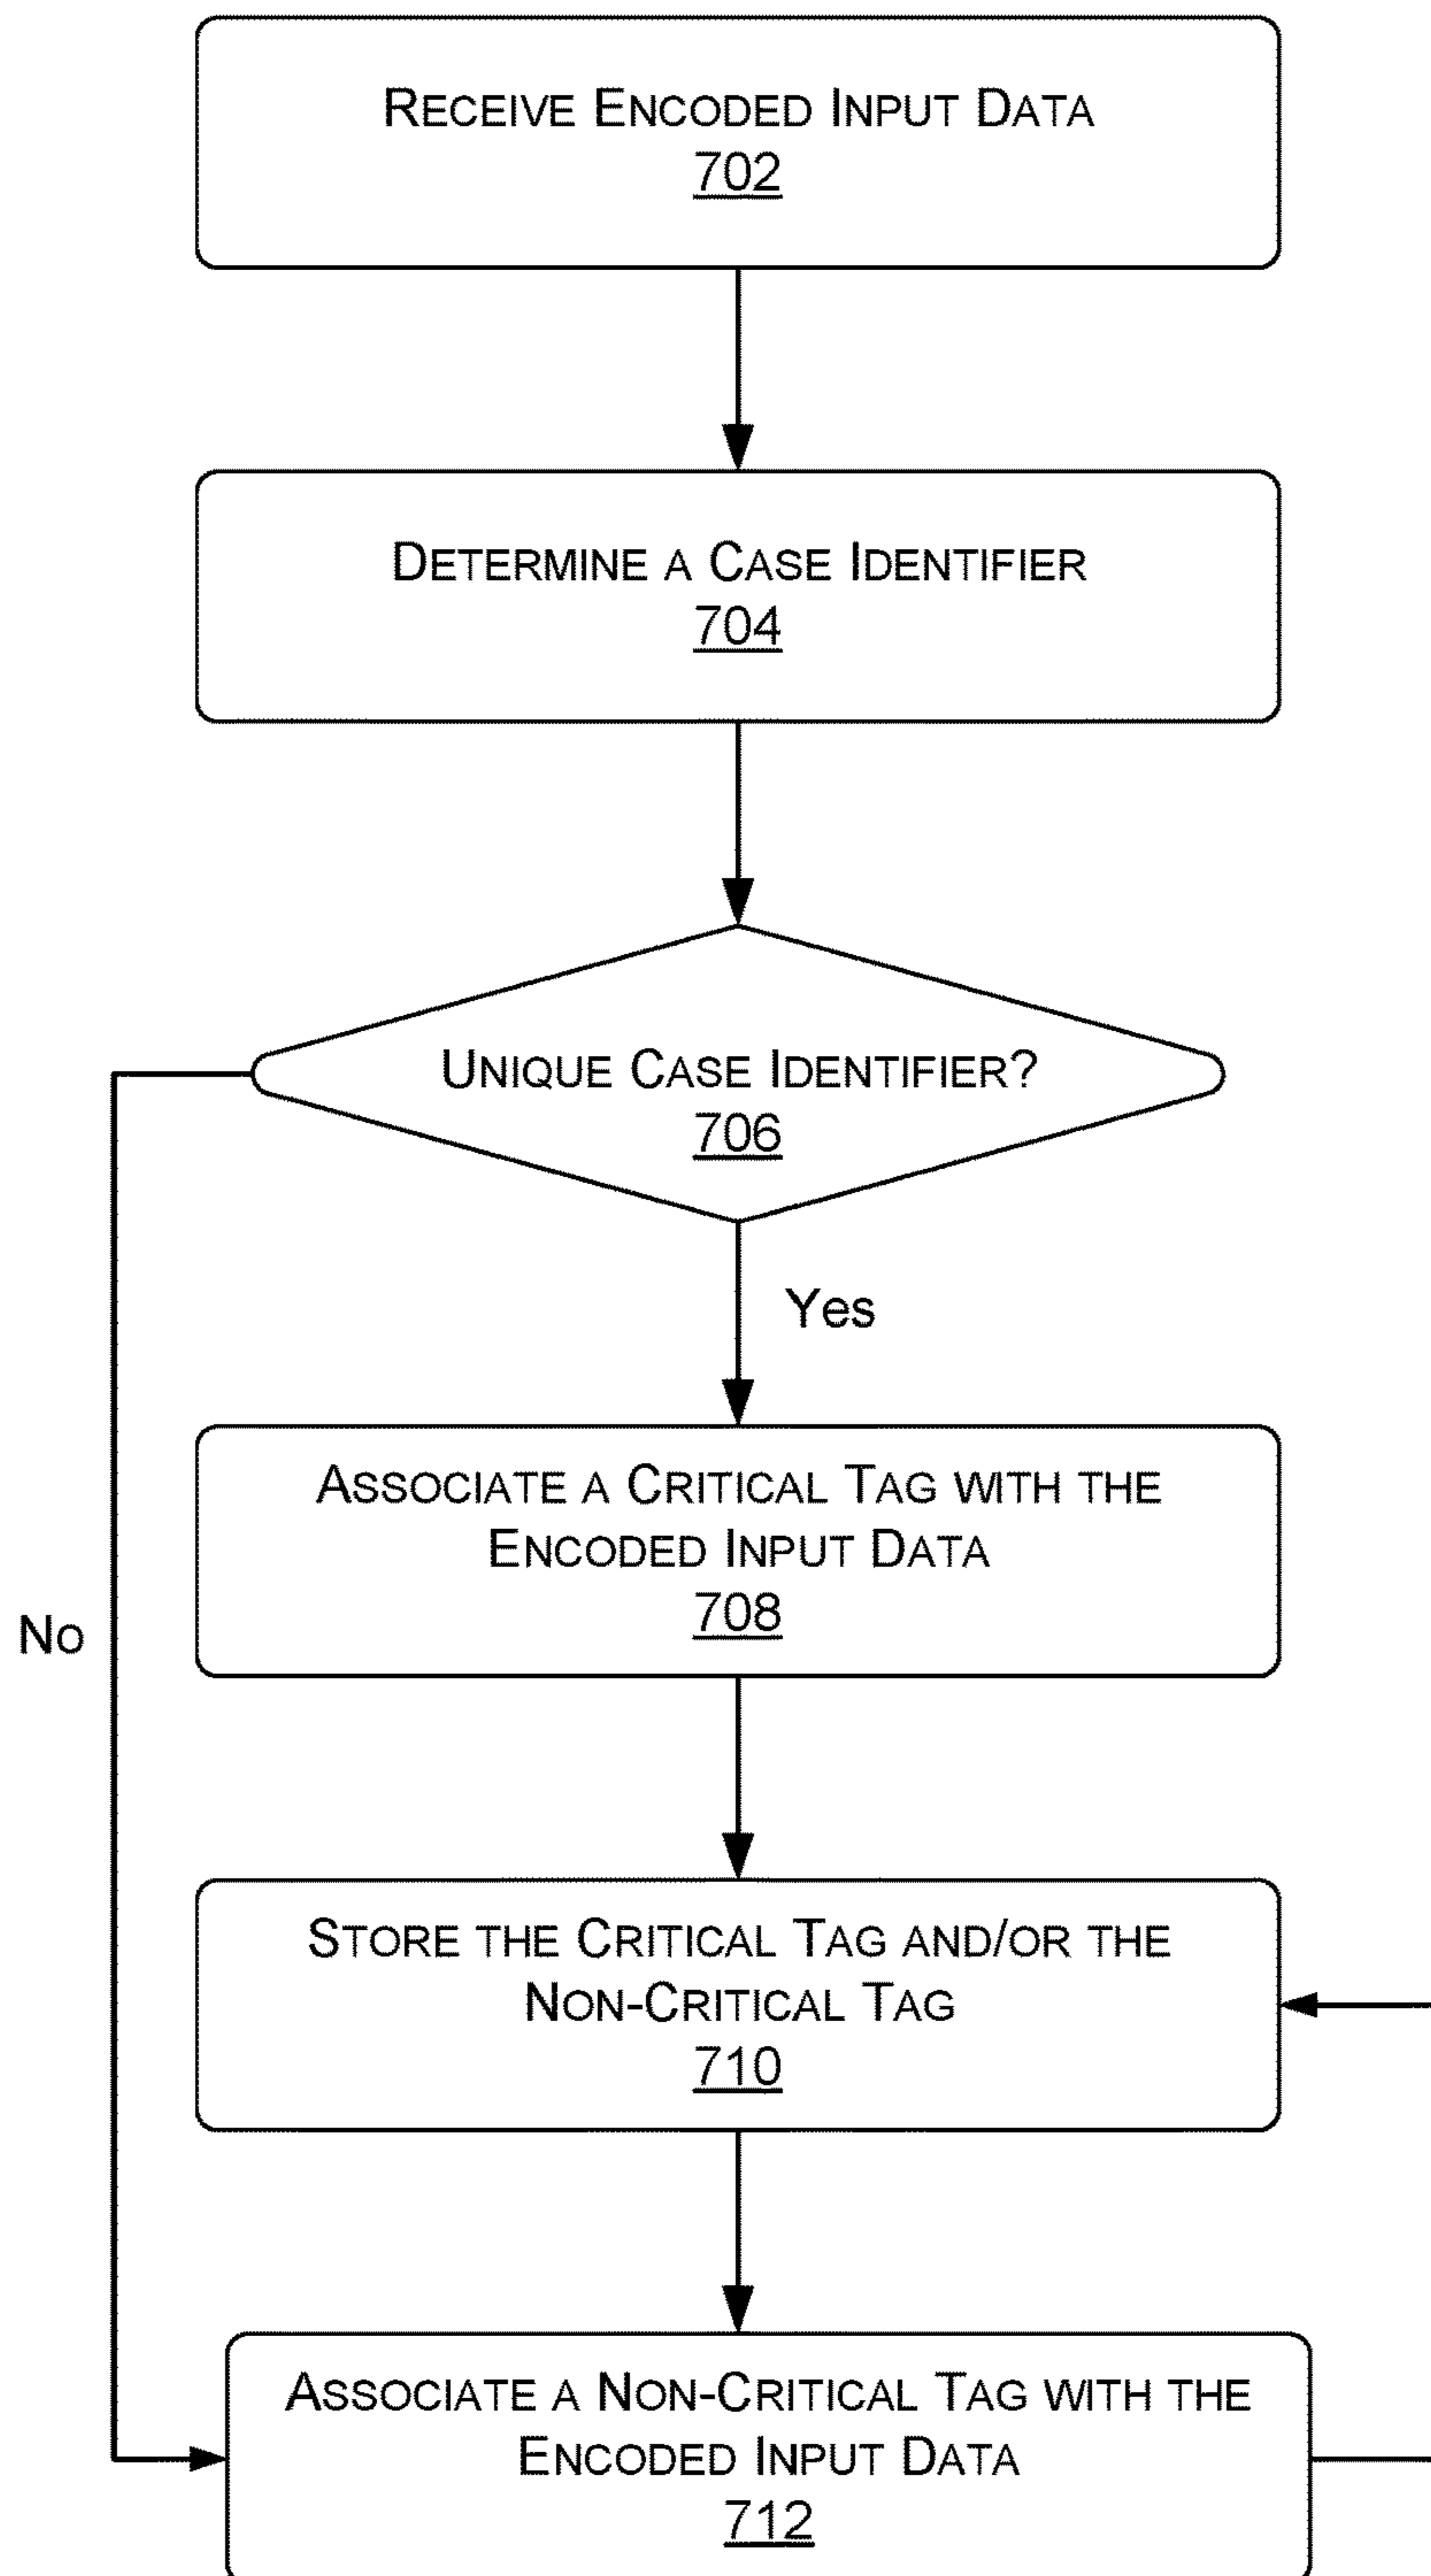 RECEIVE ENCODED INPUT DATA
702
DETERMINE A CASE IDENTIFIER
704
UNIQUE CASE IDENTIFIER?
706
Yes
ASSOCIATE A CRITICAL TAG WITH THE
ENCODED INPUT DATA
708
NO
STORE THE CRITICAL TAG AND/OR THE
NON-CRITICAL TAG
710
ASSOCIATE A NON-CRITICAL TAG WITH THE
ENCODED INPUT DATA
712